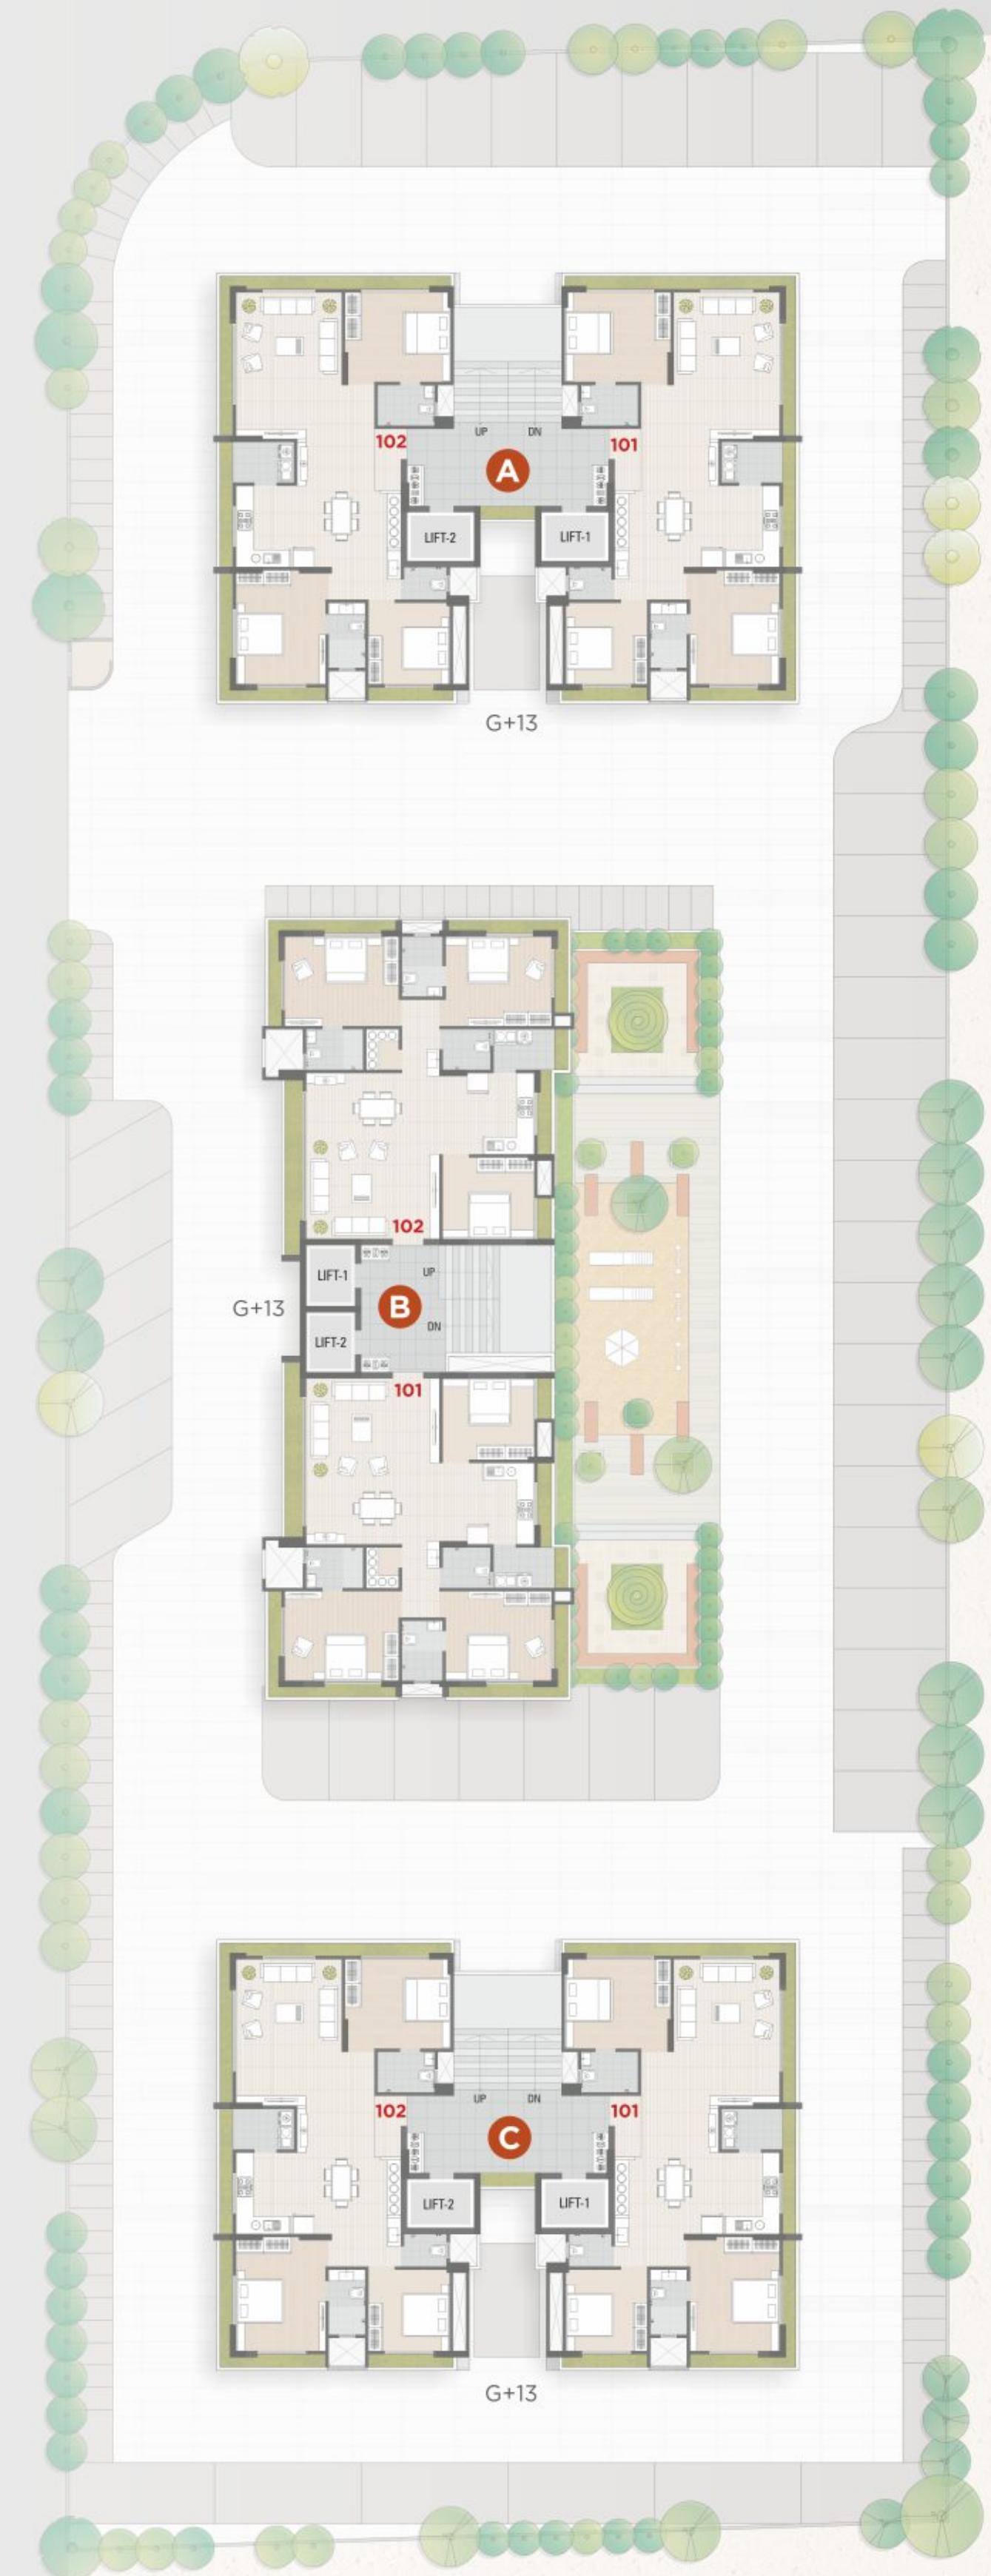 UP DN
102 A 101
LIFT-2 LIFT-1
G+13
102
LIFT-1 UP
G+13 B
LIFT-2 DN
101
UP DN
102 C 101
LIFT-2 LIFT-1
G+13